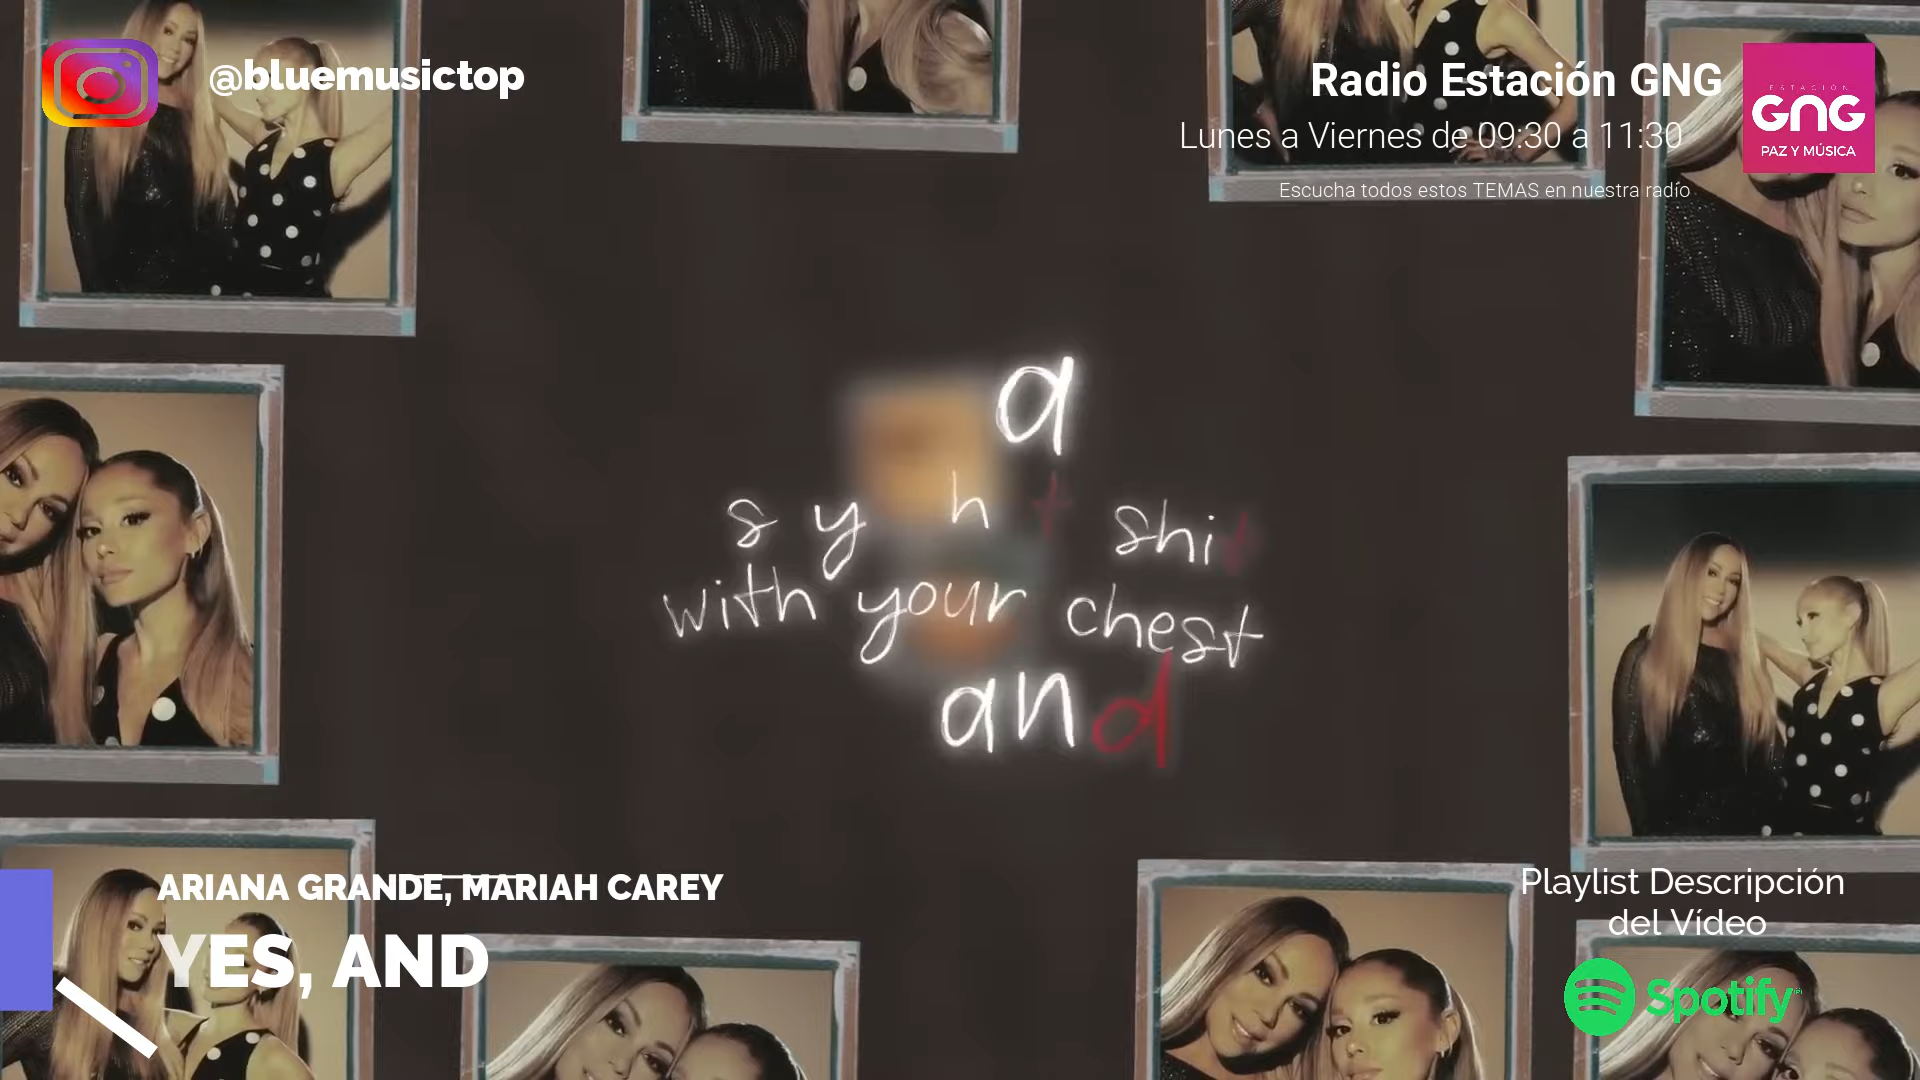 @bluemusictop
Radio Estación GNG
Lunes a Viernes de 09:30 a 11:30
Escucha todos estos TEMAS en nuestra radío
ESTACIÓN
GNG
PAZ Y MÚSICA
a
s y h t shit
with your chest
and
ARIANA GRANDE, MARIAH CAREY
YES, AND
Playlist Descripción
del Vídeo
Spotify